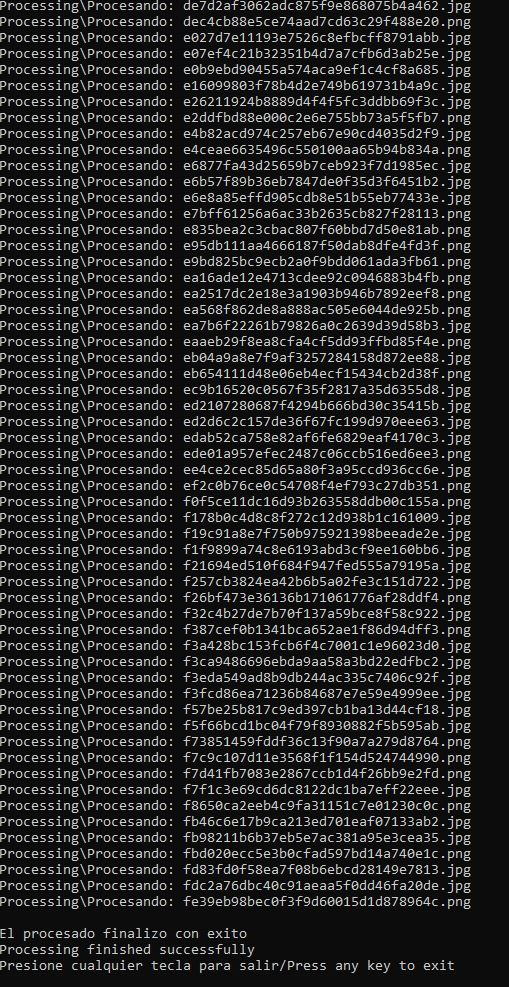 Processing\Procesando: de7d2af3062adc875f9e868075b4a462.jpg
Processing\Procesando: dec4cb88e5ce74aad7cd63c29f488e20.png
Processing\Procesando: e027d7e11193e7526c8efbcff8791abb.jpg
Processing\Procesando: e07ef4c21b32351b4d7a7cfb6d3ab25e.jpg
Processing\Procesando: e0b9ebd90455a574aca9ef1c4cf8a685.jpg
Processing\Procesando: e16099803f78b4d2e749b619731b4a9c.jpg
Processing\Procesando: e26211924b8889d4f4f5fc3ddbb69f3c.jpg
Processing\Procesando: e2ddfbd88e000c2e6e755bb73a5f5fb7.png
Processing\Procesando: e4b82acd974c257eb67e90cd4035d2f9.jpg
Processing\Procesando: e4ceae6635496c550100aa65b94b834a.png
Processing\Procesando: e6877fa43d25659b7ceb923f7d1985ec.jpg
Processing\Procesando: e6b57f89b36eb7847de0f35d3f6451b2.jpg
Processing\Procesando: e6e8a85effd905cdb8e51b55eb77433e.jpg
Processing\Procesando: e7bff61256a6ac33b2635cb827f28113.png
Processing\Procesando: e835bea2c3cbac807f60bbd7d50e81ab.png
Processing\Procesando: e95db111aa4666187f50dab8dfe4fd3f.png
Processing\Procesando: e9bd825bc9ecb2a0f9bdd061ada3fb61.png
Processing\Procesando: ea16ade12e4713cdee92c0946883b4fb.png
Processing\Procesando: ea2517dc2e18e3a1903b946b7892eef8.png
Processing\Procesando: ea568f862de8a888ac505e6044de925b.png
Processing\Procesando: ea7b6f22261b79826a0c2639d39d58b3.jpg
Processing\Procesando: eaaeb29f8ea8cfa4cf5dd93ffbd85f4e.png
Processing\Procesando: eb04a9a8e7f9af3257284158d872ee88.jpg
Processing\Procesando: eb654111d48e06eb4ecf15434cb2d38f.png
Processing\Procesando: ec9b16520c0567f35f2817a35d6355d8.jpg
Processing\Procesando: ed2107280687f4294b666bd30c35415b.jpg
Processing\Procesando: ed2d6c2c157de36f67fc199d970eee63.jpg
Processing\Procesando: edab52ca758e82af6fe6829eaf4170c3.jpg
Processing\Procesando: ede01a957efec2487c06ccb516ed6ee3.png
Processing\Procesando: ee4ce2cec85d65a80f3a95ccd936cc6e.jpg
Processing\Procesando: ef2c0b76ce0c54708f4ef793c27db351.png
Processing\Procesando: f0f5ce11dc16d93b263558ddb00c155a.png
Processing\Procesando: f178b0c4d8c8f272c12d938b1c161009.jpg
Processing\Procesando: f19c91a8e7f750b975921398beeade2e.jpg
Processing\Procesando: f1f9899a74c8e6193abd3cf9ee160bb6.jpg
Processing\Procesando: f21694ed510f684f947fed555a79195a.jpg
Processing\Procesando: f257cb3824ea42b6b5a02fe3c151d722.jpg
Processing\Procesando: f26bf473e36136b171061776af28ddf4.png
Processing\Procesando: f32c4b27de7b70f137a59bce8f58c922.jpg
Processing\Procesando: f387cef0b1341bca652ae1f86d94dff3.png
Processing\Procesando: f3a428bc153fcb6f4c7001c1e96023d0.jpg
Processing\Procesando: f3ca9486696ebda9aa58a3bd22edfbc2.jpg
Processing\Procesando: f3eda549ad8b9db244ac335c7406c92f.jpg
Processing\Procesando: f3fcd86ea71236b84687e7e59e4999ee.jpg
Processing\Procesando: f57be25b817c9ed397cb1ba13d44cf18.jpg
Processing\Procesando: f5f66bcd1bc04f79f8930882f5b595ab.jpg
Processing\Procesando: f73851459fddf36c13f90a7a279d8764.png
Processing\Procesando: f7c9c107d11e3568f1f154d524744990.jpg
Processing\Procesando: f7d41fb7083e2867ccb1d4f26bb9e2fd.png
Processing\Procesando: f7f1c3e69cd6dc8122dc1ba7eff22eee.jpg
Processing\Procesando: f8650ca2eeb4c9fa31151c7e01230c0c.png
Processing\Procesando: fb46c6e17b9ca213ed701eaf07133ab2.jpg
Processing\Procesando: fb98211b6b37eb5e7ac381a95e3cea35.jpg
Processing\Procesando: fbd020ecc5e3b0cfad597bd14a740e1c.png
Processing\Procesando: fd83fd0f58ea7f08b6ebcd28149e7813.jpg
Processing\Procesando: fdc2a76dbc40c91aeaa5f0dd46fa20de.jpg
Processing\Procesando: fe39eb98bec0f3f9d60015d1d878964c.png
El procesado finalizo con exito
Processing finished successfully
Presione cualquier tecla para salir/Press any key to exit